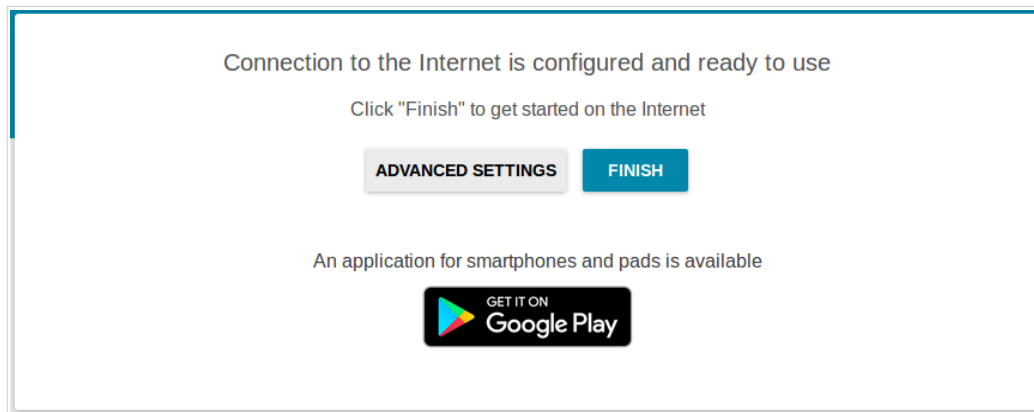 Connection to the Internet is configured and ready to use
Click "Finish" to get started on the Internet
ADVANCED SETTINGS FINISH
An application for smartphones and pads is available
GET IT ON
Google Play